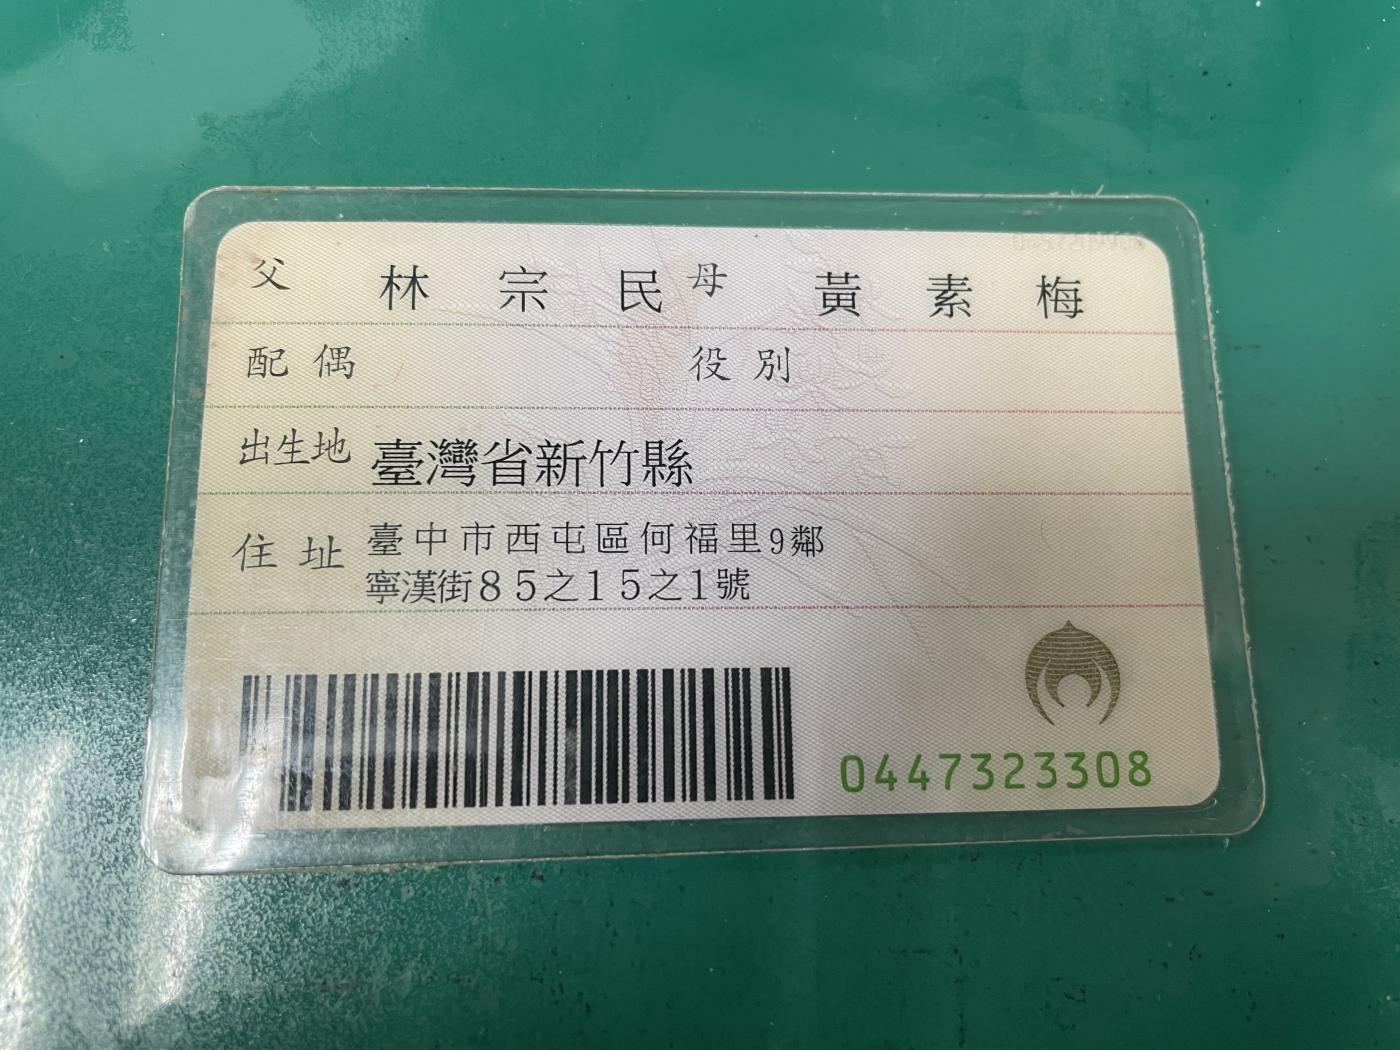 父 林宗民 母 黃素梅
配偶 役別
出生地 臺灣省新竹縣
住址 臺中市西屯區何福里9鄰
寧漢街85之15之1號
0447323308